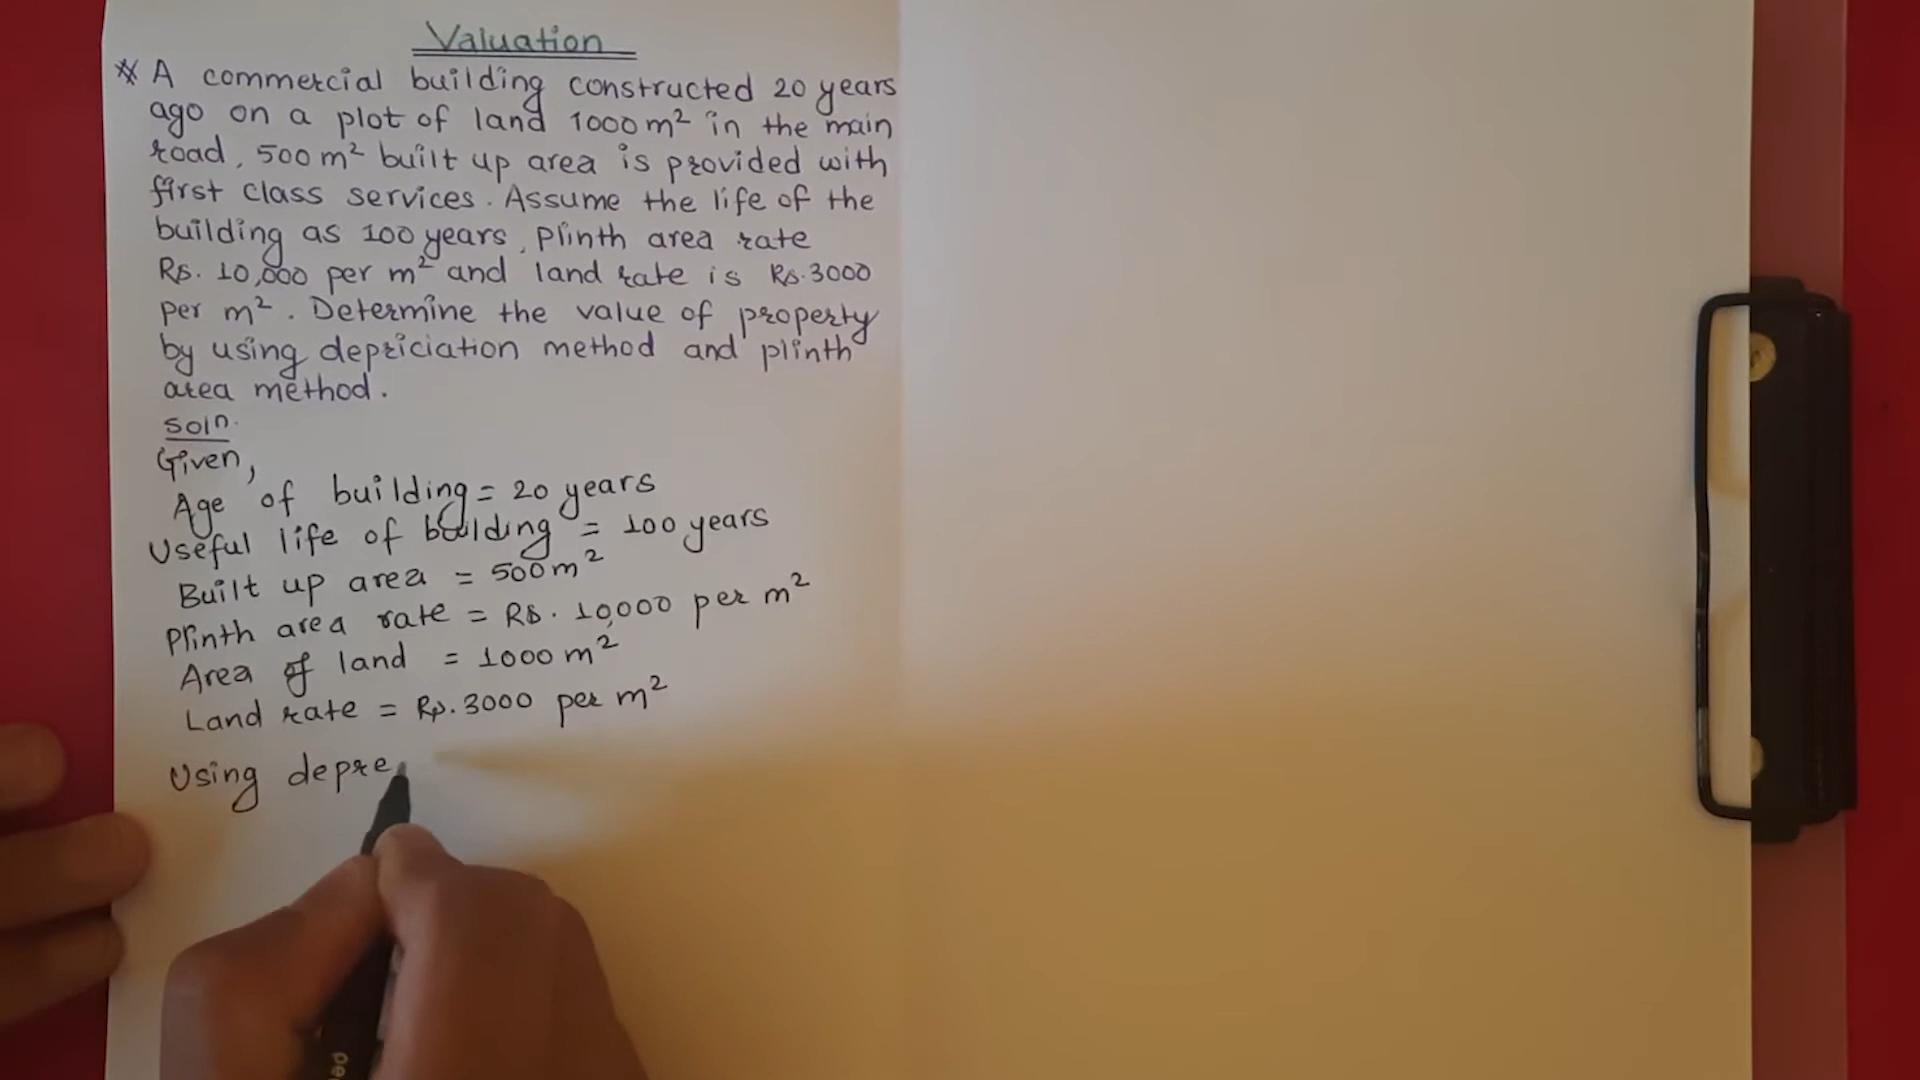 Valuation
* A commercial building constructed 20 years
ago on a plot of land 1000 m² in the main
road, 500 m² built up area is provided with
first class services. Assume the life of the
building as 100 years, Plinth area rate
Rs. 10,000 per m² and land rate is Rs. 3000
per m². Determine the value of property
by using depriciation method and plinth
area method.
Soln.
Given,
Age of building = 20 years
Useful life of building = 100 years
Built up area = 500 m²
Plinth area rate = Rs. 10,000 per m²
Area of land = 1000 m²
Land rate = Rs. 3000 per m²
Using depre